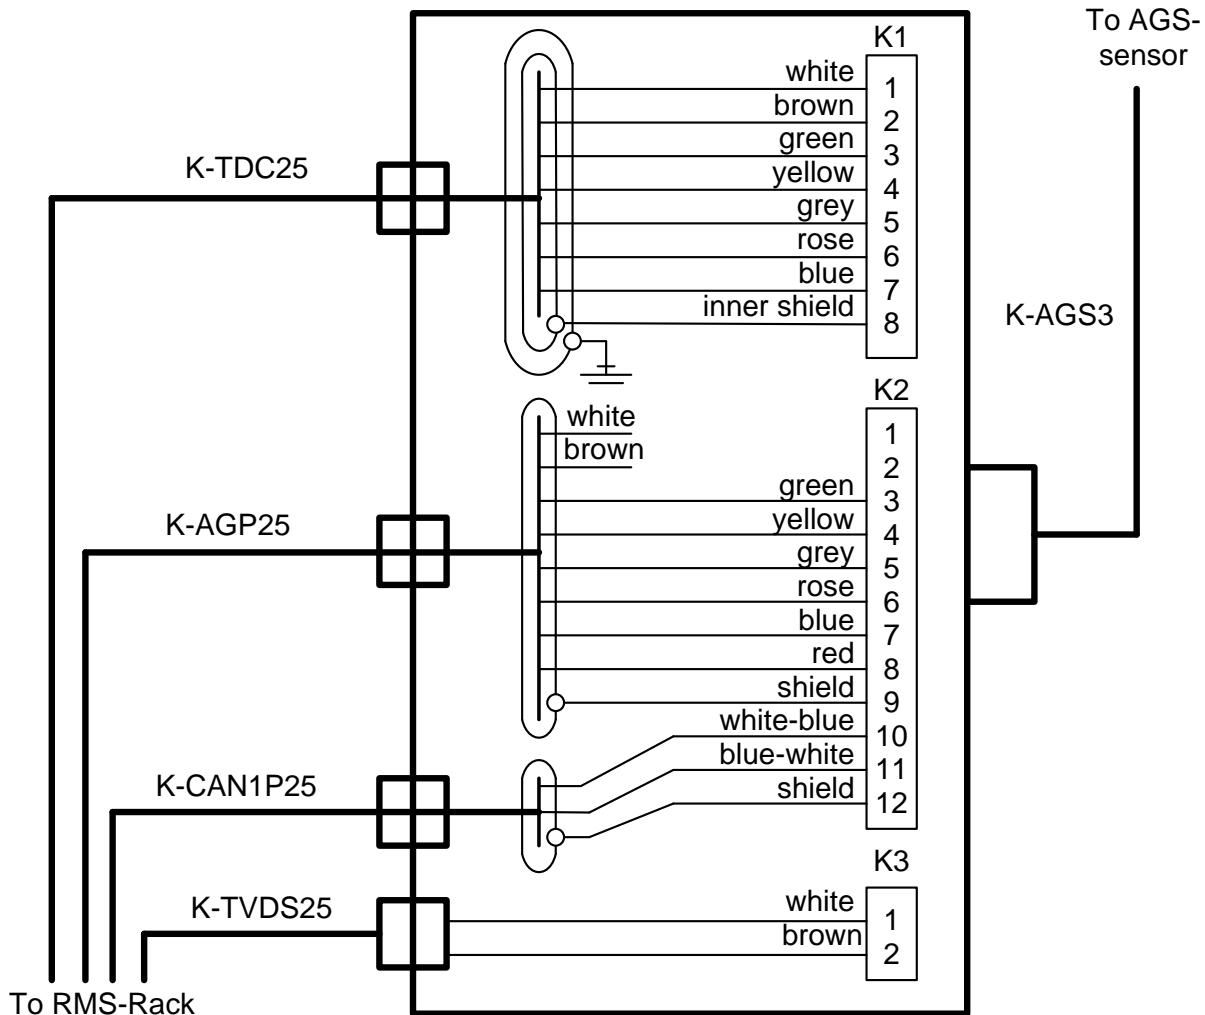 To AGS-
sensor
K1
white 1
brown 2
green 3
yellow 4
grey 5
rose 6
blue 7
inner shield 8
K-TDC25
K-AGS3
K2
white 1
brown 2
green 3
yellow 4
grey 5
rose 6
blue 7
red 8
shield 9
white-blue 10
blue-white 11
shield 12
K-AGP25
K-CAN1P25
K3
white 1
brown 2
K-TVDS25
To RMS-Rack